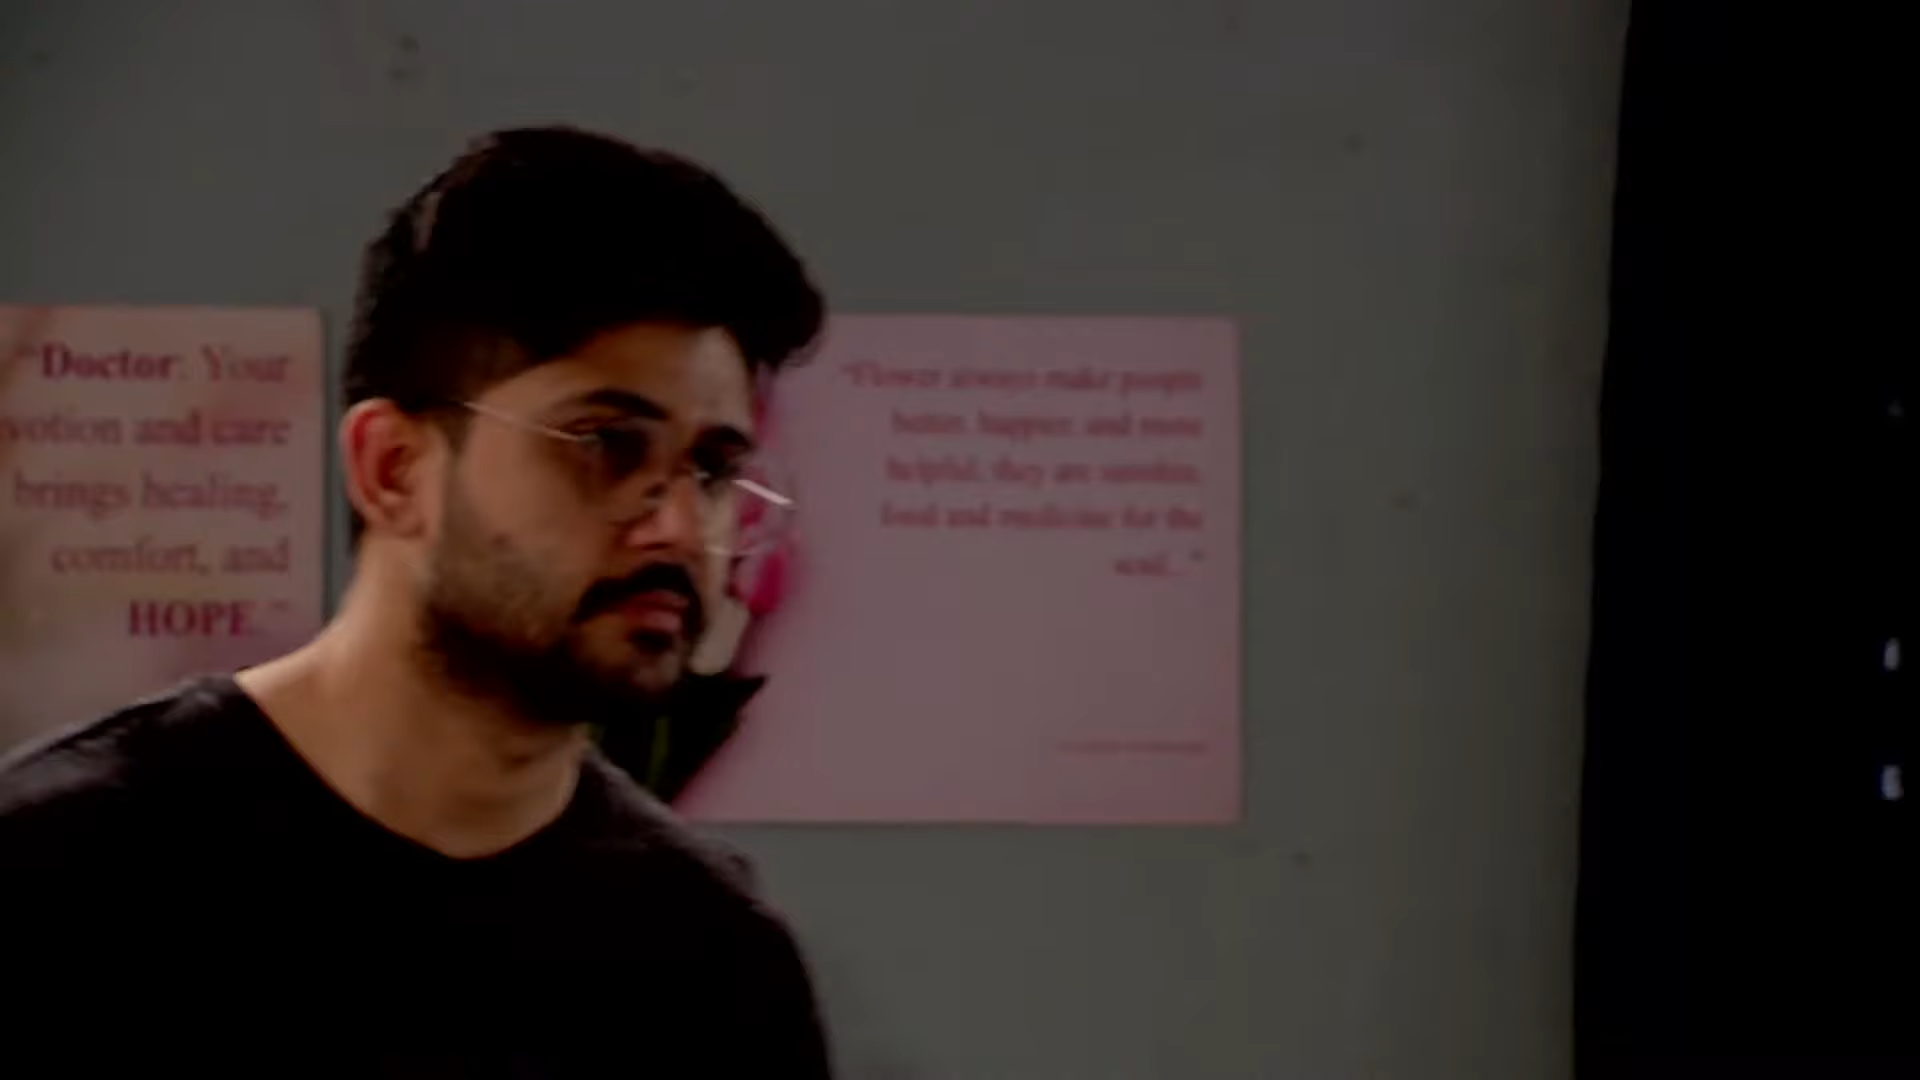 "Doctor: Your
votion and care
brings healing,
comfort, and
HOPE."
"Flower always make people
better, happier, and more
helpful; they are sunshine,
food and medicine for the
soul..."